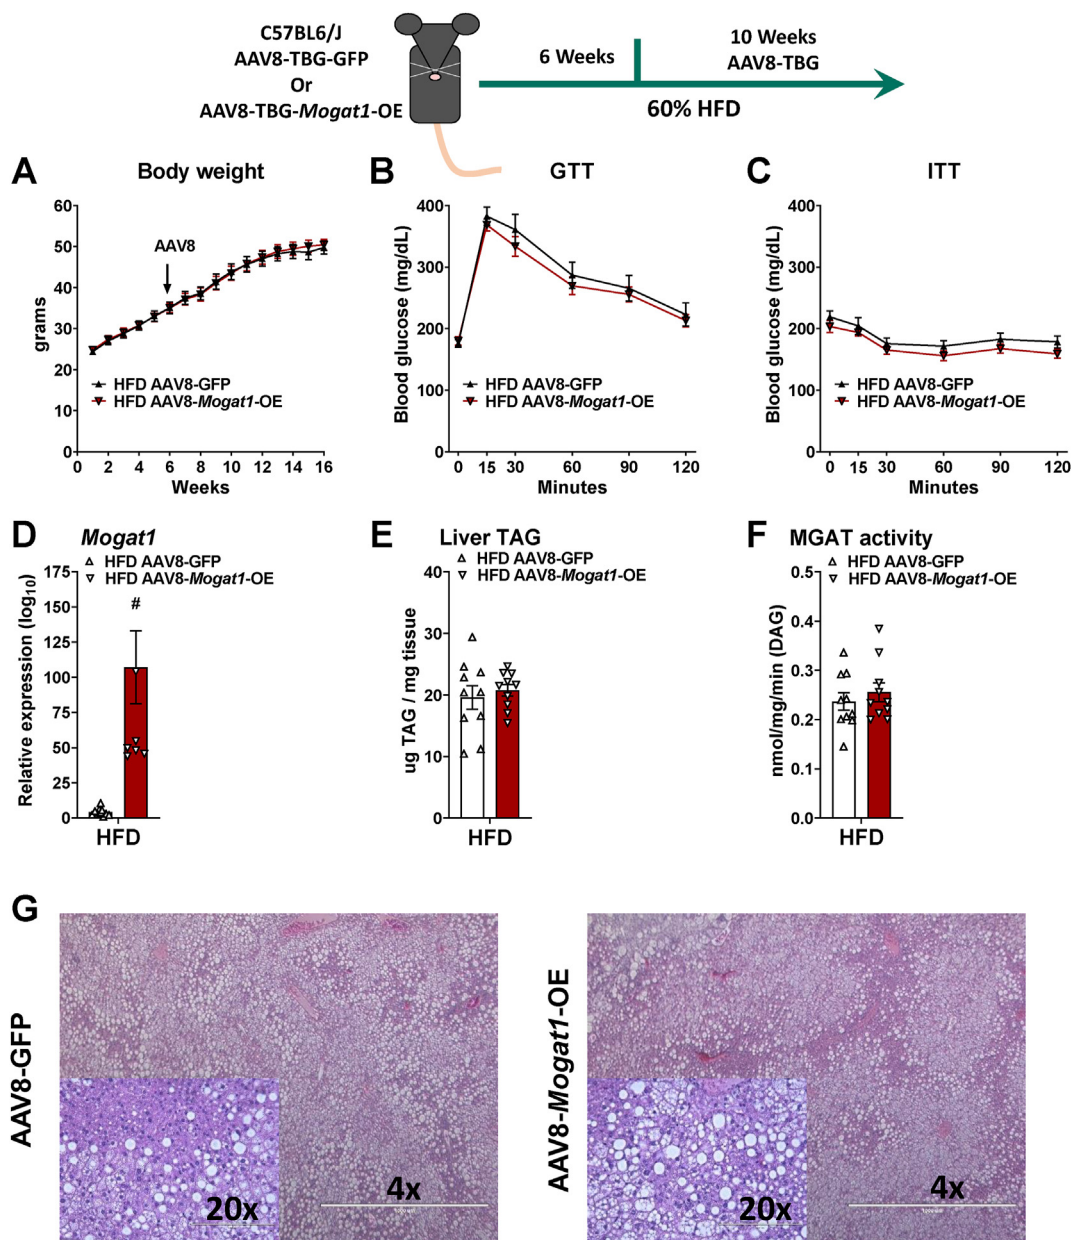 C57BL6/J
AAV8-TBG-GFP
Or
AAV8-TBG-Mogat1-OE
6 Weeks
10 Weeks
AAV8-TBG
60% HFD
A
Body weight
60
50
40
30
20
10
0
grams
AAV8
HFD AAV8-GFP
HFD AAV8-Mogat1-OE
0 2 4 6 8 10 12 14 16
Weeks
B
GTT
400
300
200
100
0
Blood glucose (mg/dL)
HFD AAV8-GFP
HFD AAV8-Mogat1-OE
0 15 30 60 90 120
Minutes
C
ITT
400
300
200
100
0
Blood glucose (mg/dL)
HFD AAV8-GFP
HFD AAV8-Mogat1-OE
0 15 30 60 90 120
Minutes
D
Mogat1
HFD AAV8-GFP
HFD AAV8-Mogat1-OE
175
150
125
100
75
50
25
0
Relative expression (log10)
#
HFD
E
Liver TAG
HFD AAV8-GFP
HFD AAV8-Mogat1-OE
40
30
20
10
0
ug TAG / mg tissue
HFD
F
MGAT activity
HFD AAV8-GFP
HFD AAV8-Mogat1-OE
0.5
0.4
0.3
0.2
0.1
0.0
nmol/mg/min (DAG)
HFD
G
AAV8-GFP
20x
4x
AAV8-Mogat1-OE
20x
4x